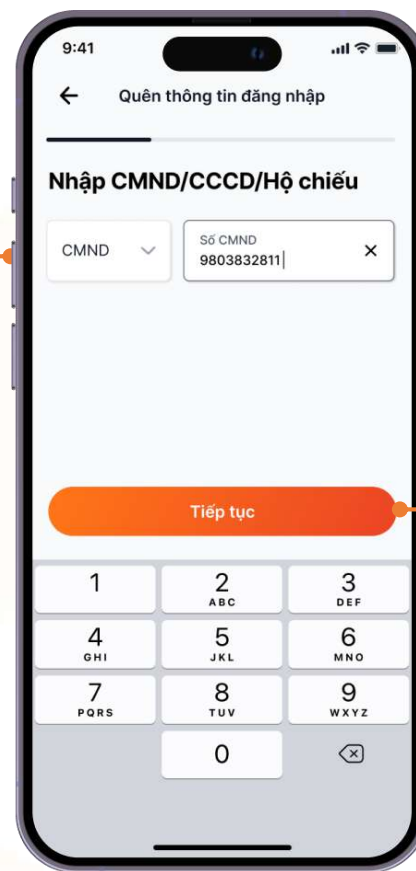 9:41
Quên thông tin đăng nhập
Nhập CMND/CCCD/Hộ chiếu
CMND
Số CMND
9803832811
Tiếp tục
1 2 3
ABC DEF
4 5 6
GHI JKL MNO
7 8 9
PQRS TUV WXYZ
0